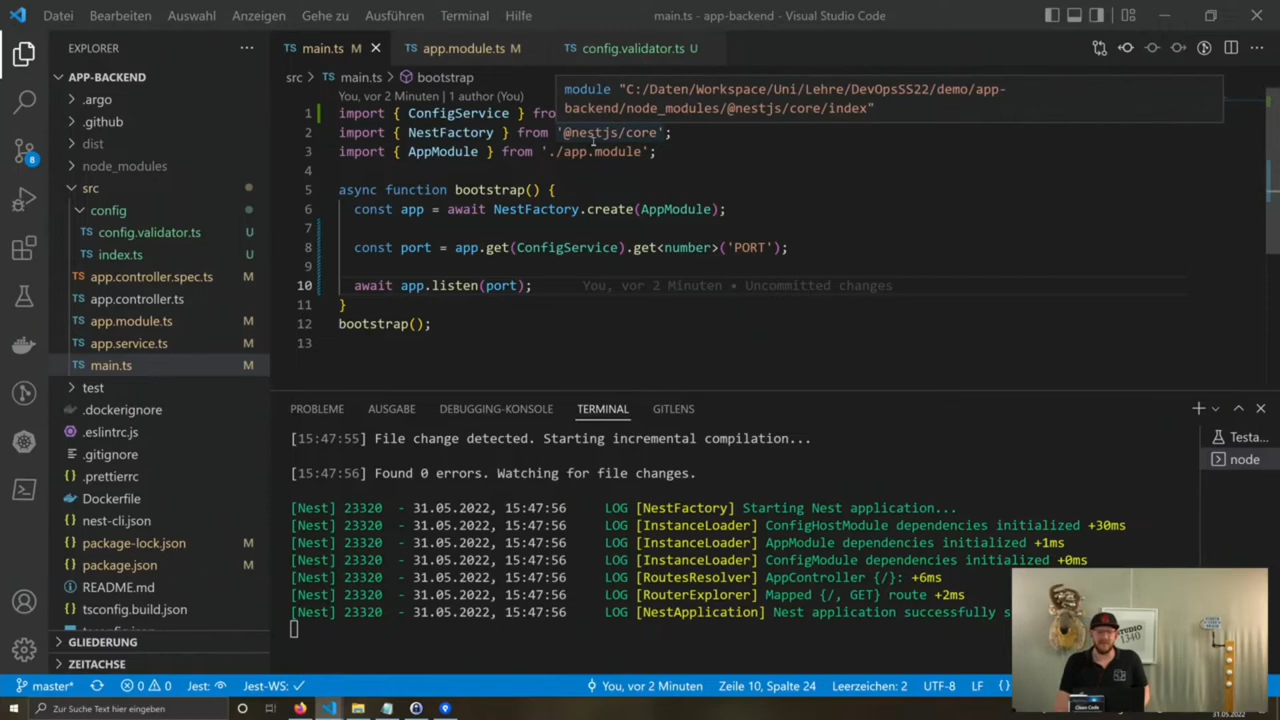 Datei Bearbeiten Auswahl Anzeigen Gehe zu Ausführen Terminal Hilfe main.ts - app-backend - Visual Studio Code
EXPLORER
APP-BACKEND
.argo
.github
dist
node_modules
src
config
config.validator.ts U
index.ts U
app.controller.spec.ts M
app.controller.ts
app.module.ts M
app.service.ts M
main.ts M
test
.dockerignore
.eslintrc.js
.gitignore
.prettierrc
Dockerfile
nest-cli.json
package-lock.json M
package.json M
README.md
tsconfig.build.json
GLIEDERUNG
ZEITACHSE
8
TS main.ts M TS app.module.ts M TS config.validator.ts U
src TS main.ts bootstrap
You, vor 2 Minuten | 1 author (You)
module "C:/Daten/Workspace/Uni/Lehre/DevOpsSS22/demo/app-
backend/node_modules/@nestjs/core/index"
1 import { ConfigService } fro
2 import { NestFactory } from '@nestjs/core';
3 import { AppModule } from './app.module';
4
5 async function bootstrap() {
6 const app = await NestFactory.create(AppModule);
7
8 const port = app.get(ConfigService).get<number>('PORT');
9
10 await app.listen(port); You, vor 2 Minuten • Uncommitted changes
11 }
12 bootstrap();
13
PROBLEME AUSGABE DEBUGGING-KONSOLE TERMINAL GITLENS
Testa...
node
[15:47:55] File change detected. Starting incremental compilation...
[15:47:56] Found 0 errors. Watching for file changes.
[Nest] 23320 - 31.05.2022, 15:47:56 LOG [NestFactory] Starting Nest application...
[Nest] 23320 - 31.05.2022, 15:47:56 LOG [InstanceLoader] ConfigHostModule dependencies initialized +30ms
[Nest] 23320 - 31.05.2022, 15:47:56 LOG [InstanceLoader] AppModule dependencies initialized +1ms
[Nest] 23320 - 31.05.2022, 15:47:56 LOG [InstanceLoader] ConfigModule dependencies initialized +0ms
[Nest] 23320 - 31.05.2022, 15:47:56 LOG [RoutesResolver] AppController {/}: +6ms
[Nest] 23320 - 31.05.2022, 15:47:56 LOG [RouterExplorer] Mapped {/, GET} route +2ms
[Nest] 23320 - 31.05.2022, 15:47:56 LOG [NestApplication] Nest application successfully s
STUDIO
1340
Clean Code
master* 0 0 Jest: Jest-WS: You, vor 2 Minuten Zeile 10, Spalte 24 Leerzeichen: 2 UTF-8 LF {}
Zur Suche Text hier eingeben
31.05.2022